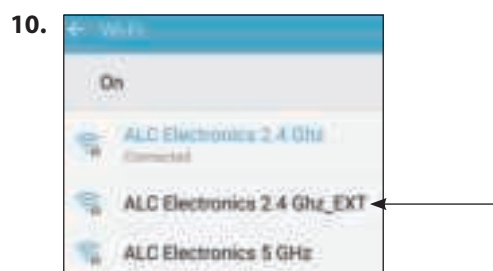 10.
Wi-Fi
On
ALC Electronics 2.4 Ghz
Connected
ALC Electronics 2.4 Ghz_EXT
ALC Electronics 5 GHz